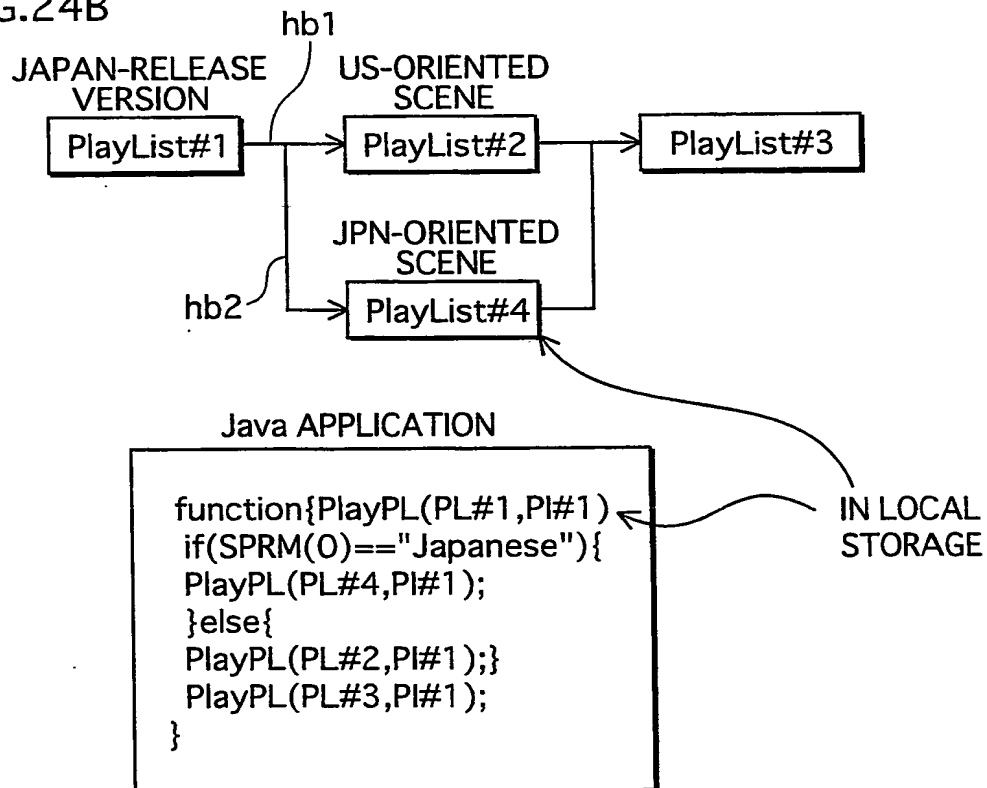 G.24B
hb1
JAPAN-RELEASE
VERSION
US-ORIENTED
SCENE
PlayList#1
PlayList#2
PlayList#3
JPN-ORIENTED
SCENE
hb2
PlayList#4
Java APPLICATION
function{PlayPL(PL#1,PI#1)
if(SPRM(0)=="Japanese"){
PlayPL(PL#4,PI#1);
}else{
PlayPL(PL#2,PI#1);}
PlayPL(PL#3,PI#1);
}
IN LOCAL
STORAGE